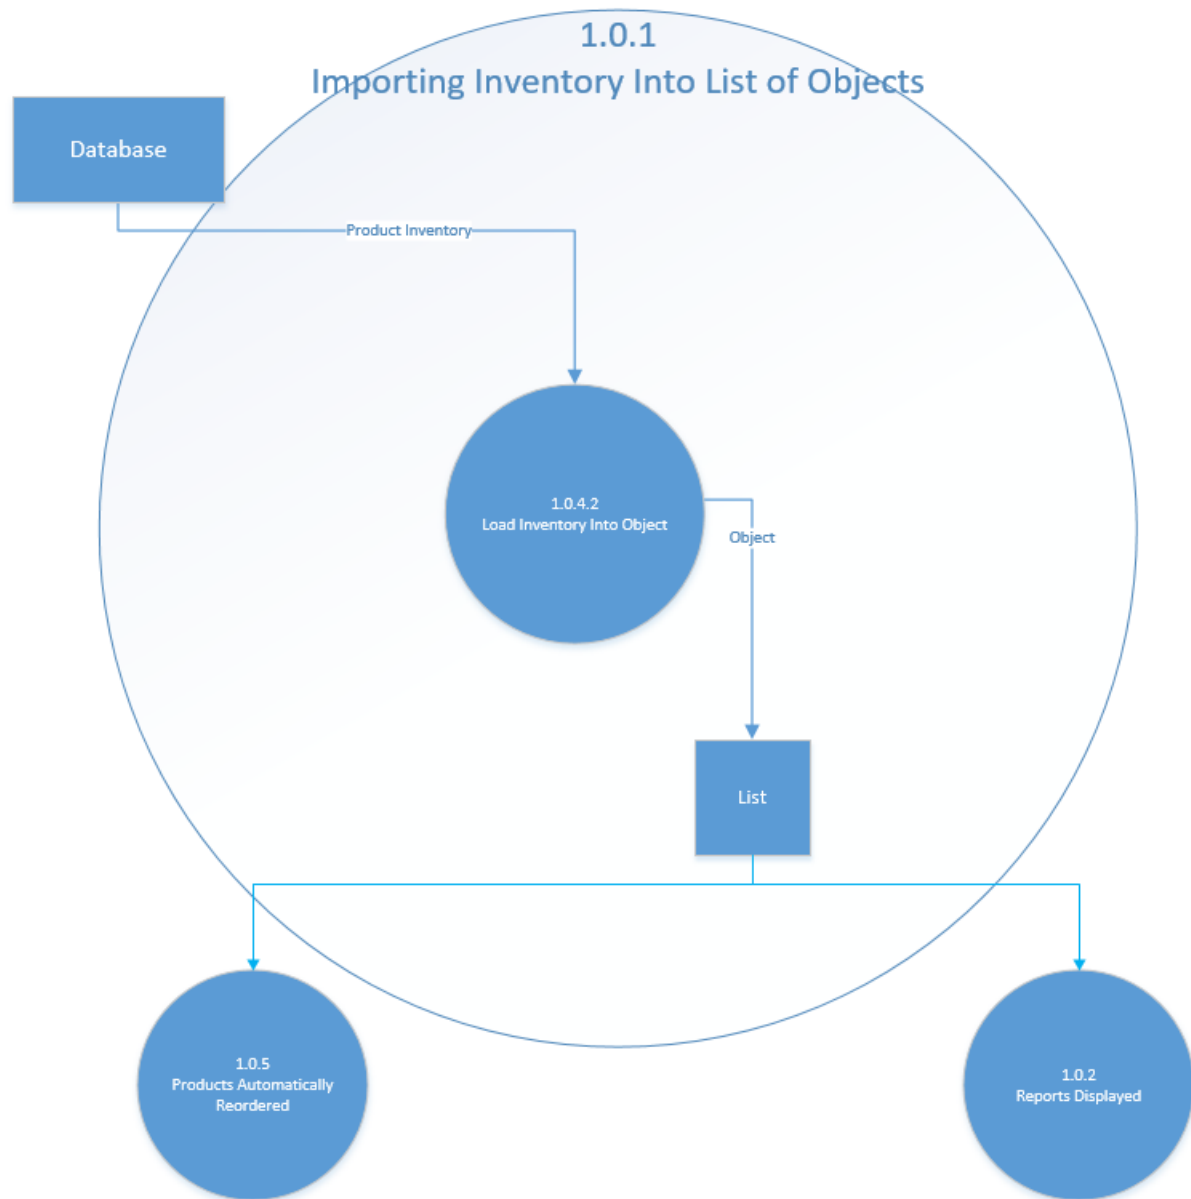 1.0.1
Importing Inventory Into List of Objects
Database
Product Inventory
1.0.4.2
Load Inventory Into Object
Object
List
1.0.5
Products Automatically
Reordered
1.0.2
Reports Displayed